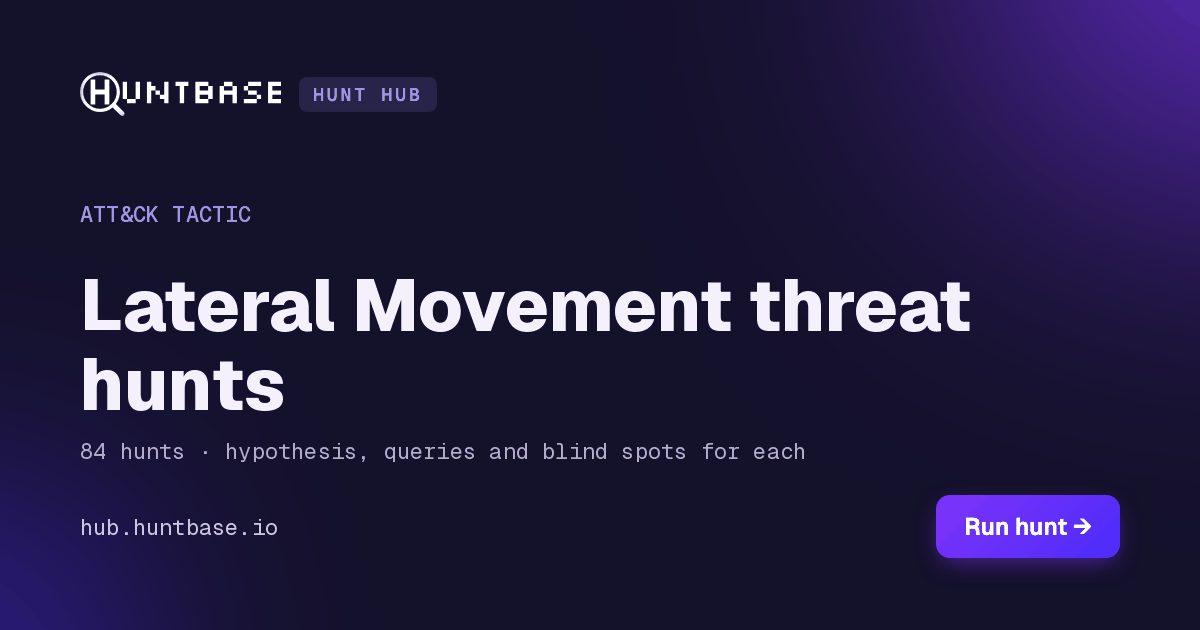 HUNTBASE HUNT HUB
ATT&CK TACTIC
Lateral Movement threat
hunts
84 hunts · hypothesis, queries and blind spots for each
hub.huntbase.io
Run hunt →